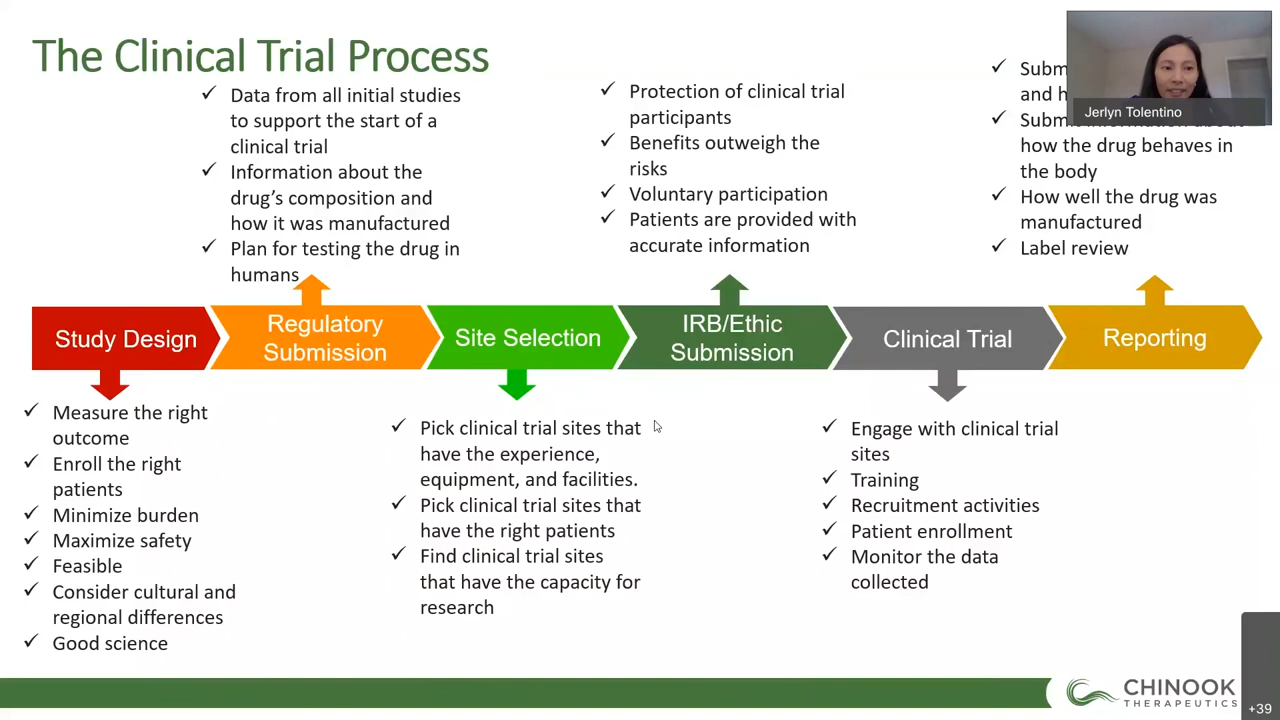 The Clinical Trial Process
Jerlyn Tolentino
✓ Data from all initial studies
to support the start of a
clinical trial
✓ Information about the
drug's composition and
how it was manufactured
✓ Plan for testing the drug in
humans
✓ Protection of clinical trial
participants
✓ Benefits outweigh the
risks
✓ Voluntary participation
✓ Patients are provided with
accurate information
✓
and
✓
how the drug behaves in
the body
✓ How well the drug was
manufactured
✓ Label review
Study Design
Regulatory
Submission
Site Selection
IRB/Ethic
Submission
Clinical Trial
Reporting
✓ Measure the right
outcome
✓ Enroll the right
patients
✓ Minimize burden
✓ Maximize safety
✓ Feasible
✓ Consider cultural and
regional differences
✓ Good science
✓ Pick clinical trial sites that
have the experience,
equipment, and facilities.
✓ Pick clinical trial sites that
have the right patients
✓ Find clinical trial sites
that have the capacity for
research
✓ Engage with clinical trial
sites
✓ Training
✓ Recruitment activities
✓ Patient enrollment
✓ Monitor the data
collected
CHINOOK
THERAPEUTICS
+39